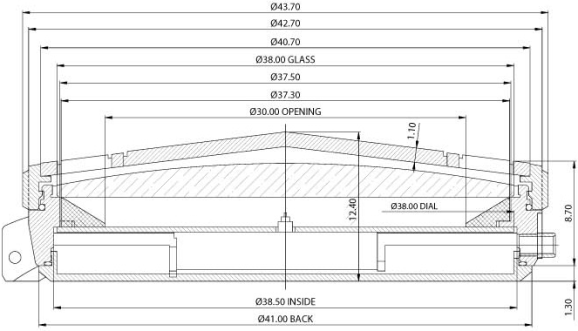 Ø43.70
Ø42.70
Ø40.70
Ø38.00 GLASS
Ø37.50
Ø37.30
Ø30.00 OPENING
1.10
12.40
Ø38.00 DIAL
8.70
1.30
Ø38.50 INSIDE
Ø41.00 BACK